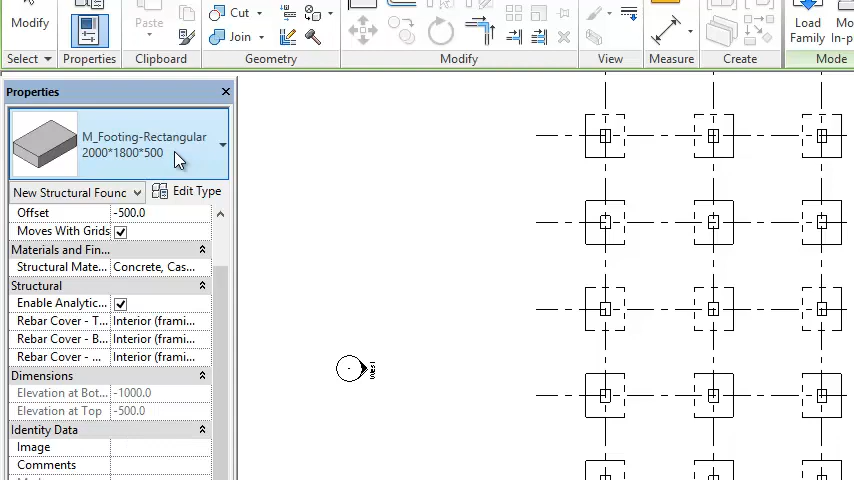 Modify
Paste
Cut
Join
Load
Family
Mo
In-p
Select
Properties
Clipboard
Geometry
Modify
View
Measure
Create
Mode
Properties
M_Footing-Rectangular
2000*1800*500
New Structural Founc
Edit Type
Offset -500.0
Moves With Grids
Materials and Fin...
Structural Mate... Concrete, Cas...
Structural
Enable Analytic...
Rebar Cover - T... Interior (frami...
Rebar Cover - B... Interior (frami...
Rebar Cover - ... Interior (frami...
Dimensions
Elevation at Bot... -1000.0
Elevation at Top -500.0
Identity Data
Image
Comments